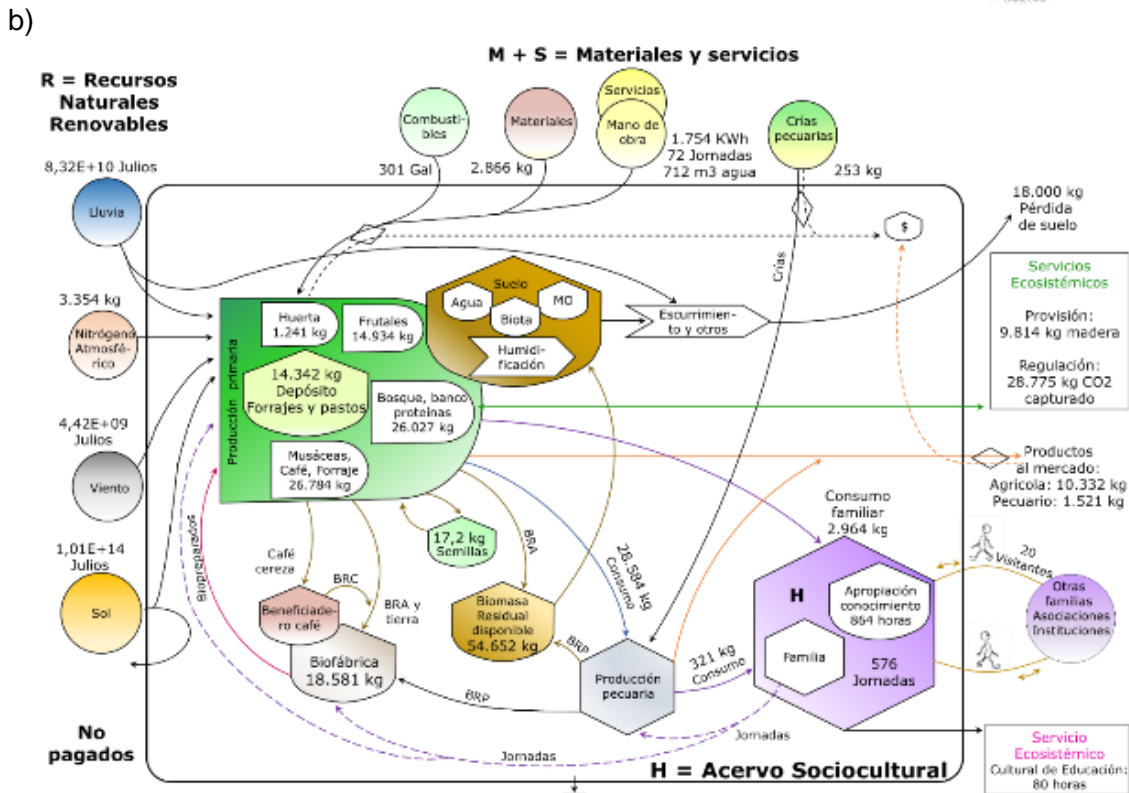 b)
M + S = Materiales y servicios
R = Recursos
Naturales
Renovables
Combusti-
bles
301 Gal
Materiales
2.866 kg
Servicios
Mano de
obra
1.754 KWh
72 Jornadas
712 m3 agua
Crías
pecuarias
253 kg
8,32E+10 Julios
Lluvia
3.354 kg
Nitrógeno
Atmosfé-
rico
4,42E+09
Julios
Viento
1,01E+14
Julios
Sol
No
pagados
$
Crías
18.000 kg
Pérdida
de suelo
Producción primaria
Huerta
1.241 kg
Frutales
14.934 kg
14.342 kg
Depósito
Forrajes y pastos
Bosque, banco
proteínas
26.027 kg
Musáceas,
Café, Forraje
26.784 kg
Suelo
Agua
Biota
MO
Humidi-
ficación
Escurrimien-
to y otros
Servicios
Ecosistémicos
Provisión:
9.814 kg madera
Regulación:
28.775 kg CO2
capturado
Productos
al mercado:
Agrícola: 10.332 kg
Pecuario: 1.521 kg
Consumo
familiar
2.964 kg
17,2 kg
Semillas
BRA
28.584 kg
Consumo
Café
cereza
BRC
BRA y
tierra
Biopreparados
Beneficiade-
ro café
Biofábrica
18.581 kg
Biomasa
Residual
disponible
54.652 kg
BRP
BRP
Producción
pecuaria
321 kg
Consumo
H
Apropiación
conocimiento
864 horas
Familia
576
Jornadas
20
Visitantes
Otras
familias
Asociaciones
Instituciones
Jornadas
Jornadas
H = Acervo Sociocultural
Servicio
Ecosistémico
Cultural de Educación:
80 horas